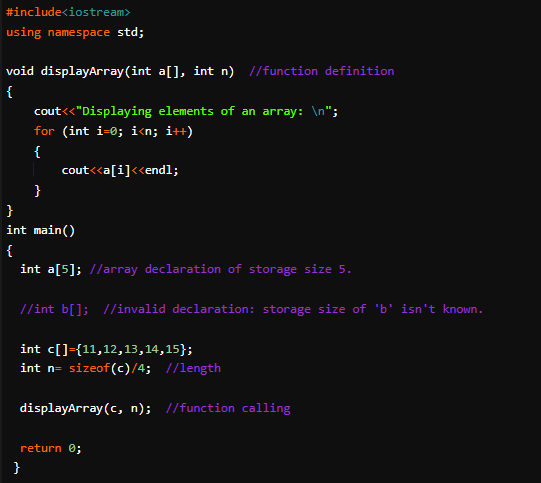 #include<iostream>
using namespace std;
void displayArray(int a[], int n)  //function definition
{
    cout<<"Displaying elements of an array: \n";
    for (int i=0; i<n; i++)
    {
        cout<<a[i]<<endl;
    }
}
int main()
{
  int a[5]; //array declaration of storage size 5.
  //int b[];  //invalid declaration: storage size of 'b' isn't known.
  int c[]={11,12,13,14,15};
  int n= sizeof(c)/4;  //length
  displayArray(c, n);  //function calling
  return 0;
 }